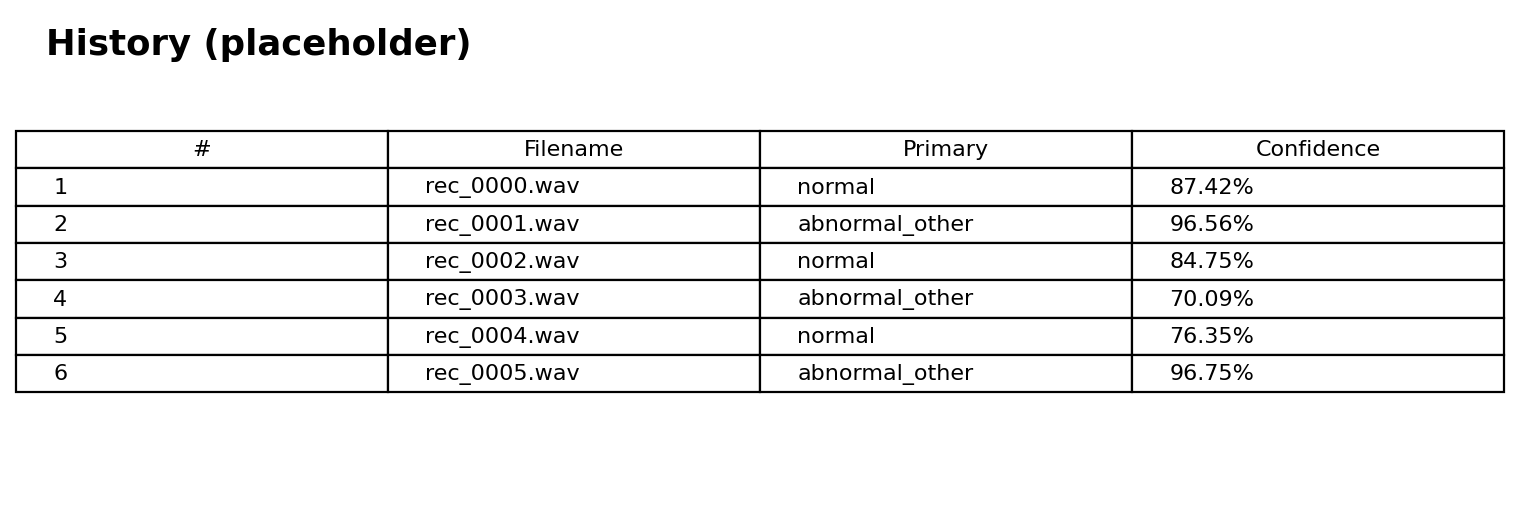 History (placeholder)
# Filename Primary Confidence
1 rec_0000.wav normal 87.42%
2 rec_0001.wav abnormal_other 96.56%
3 rec_0002.wav normal 84.75%
4 rec_0003.wav abnormal_other 70.09%
5 rec_0004.wav normal 76.35%
6 rec_0005.wav abnormal_other 96.75%